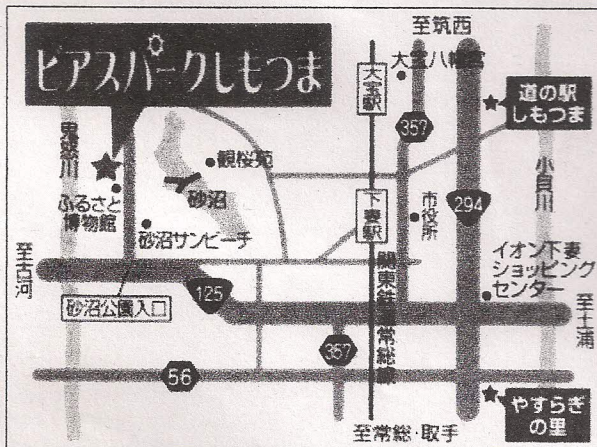 至筑西
ビアスパークしもつま
大宝八幡宮
大宝駅
道の駅
しもつま
357
鬼怒川
観桜苑
小貝川
砂沼
ふるさと
博物館
下妻駅
市役所
294
砂沼サンビーチ
至古河
イオン下妻
ショッピング
センター
125
砂沼公園入口
関東鉄道常総線
至土浦
357
56
やすらぎ
の里
至常総・取手